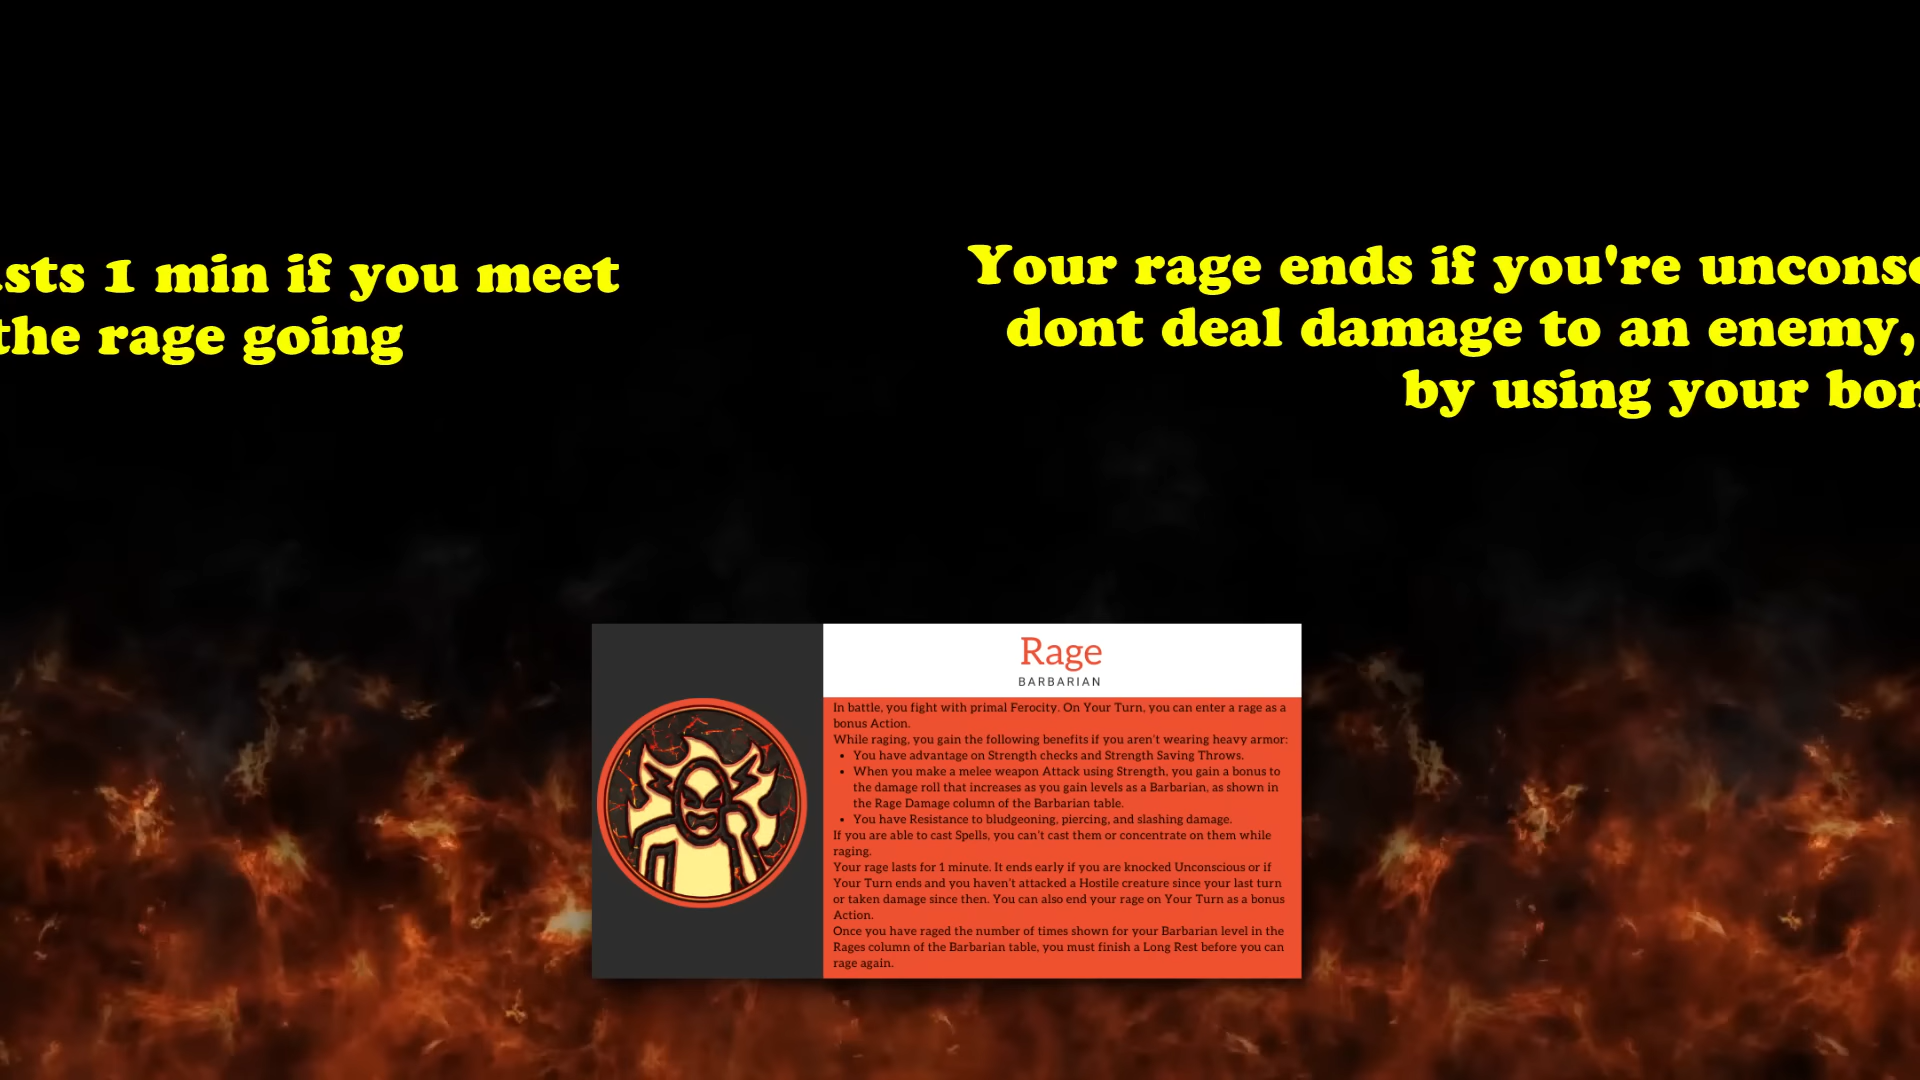 sts 1 min if you meet
the rage going
Your rage ends if you're
dont deal damage to an enemy,
by using your
Rage
BARBARIAN
In battle, you fight with primal Ferocity. On Your Turn, you can enter a rage as a
bonus Action.
While raging, you gain the following benefits if you aren't wearing heavy armor:
• You have advantage on Strength checks and Strength Saving Throws.
• When you make a melee weapon Attack using Strength, you gain a bonus to
the damage roll that increases as you gain levels as a Barbarian, as shown in
the Rage Damage column of the Barbarian table.
• You have Resistance to bludgeoning, piercing, and slashing damage.
If you are able to cast Spells, you can't cast them or concentrate on them while
raging.
Your rage lasts for 1 minute. It ends early if you are knocked Unconscious or if
Your Turn ends and you haven't attacked a Hostile creature since your last turn
or taken damage since then. You can also end your rage on Your Turn as a bonus
Action.
Once you have raged the number of times shown for your Barbarian level in the
Rages column of the Barbarian table, you must finish a Long Rest before you can
rage again.